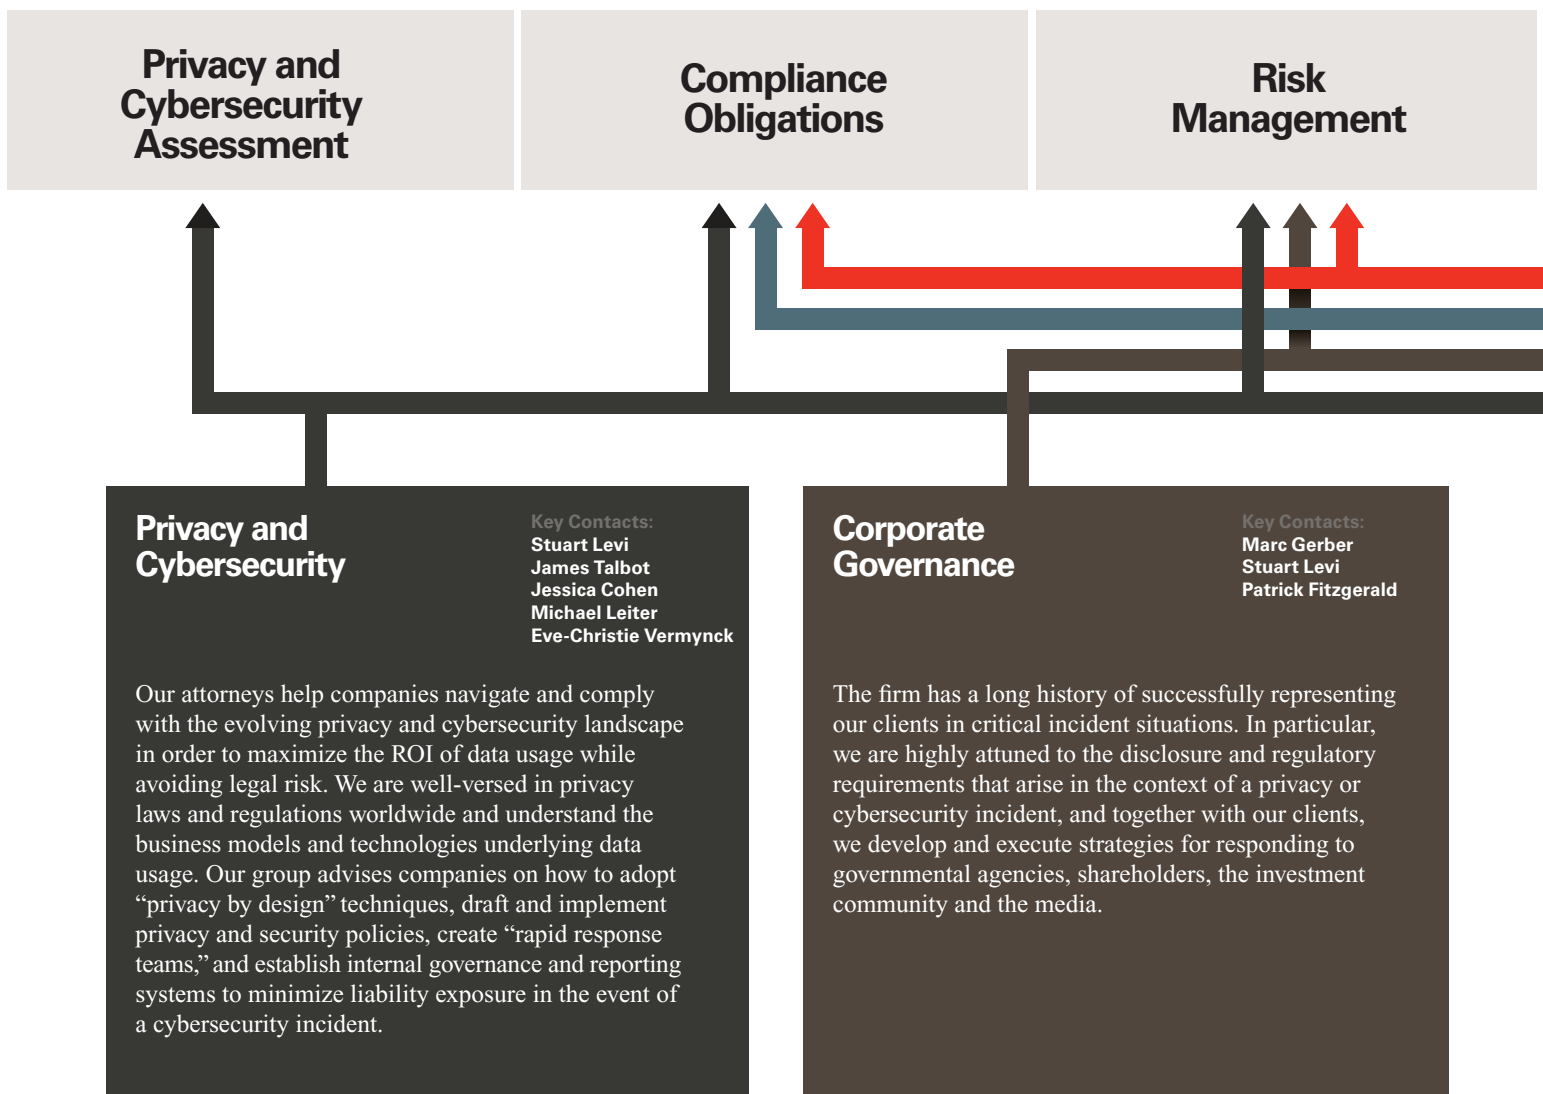 Privacy and
Cybersecurity
Assessment
Compliance
Obligations
Risk
Management
Privacy and
Cybersecurity
Key Contacts:
Stuart Levi
James Talbot
Jessica Cohen
Michael Leiter
Eve-Christie Vermynck
Our attorneys help companies navigate and comply
with the evolving privacy and cybersecurity landscape
in order to maximize the ROI of data usage while
avoiding legal risk. We are well-versed in privacy
laws and regulations worldwide and understand the
business models and technologies underlying data
usage. Our group advises companies on how to adopt
“privacy by design” techniques, draft and implement
privacy and security policies, create “rapid response
teams,” and establish internal governance and reporting
systems to minimize liability exposure in the event of
a cybersecurity incident.
Corporate
Governance
Key Contacts:
Marc Gerber
Stuart Levi
Patrick Fitzgerald
The firm has a long history of successfully representing
our clients in critical incident situations. In particular,
we are highly attuned to the disclosure and regulatory
requirements that arise in the context of a privacy or
cybersecurity incident, and together with our clients,
we develop and execute strategies for responding to
governmental agencies, shareholders, the investment
community and the media.